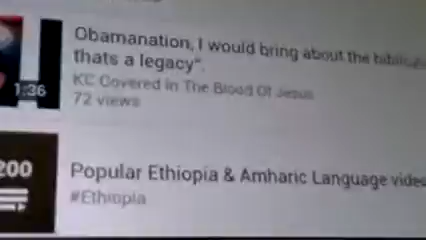 Obamanation, I would bring about the biblical
thats a legacy".
KC Covered In The Blood Of Jesus
72 views
1:36
200
Popular Ethiopia & Amharic Language
#Ethiopia